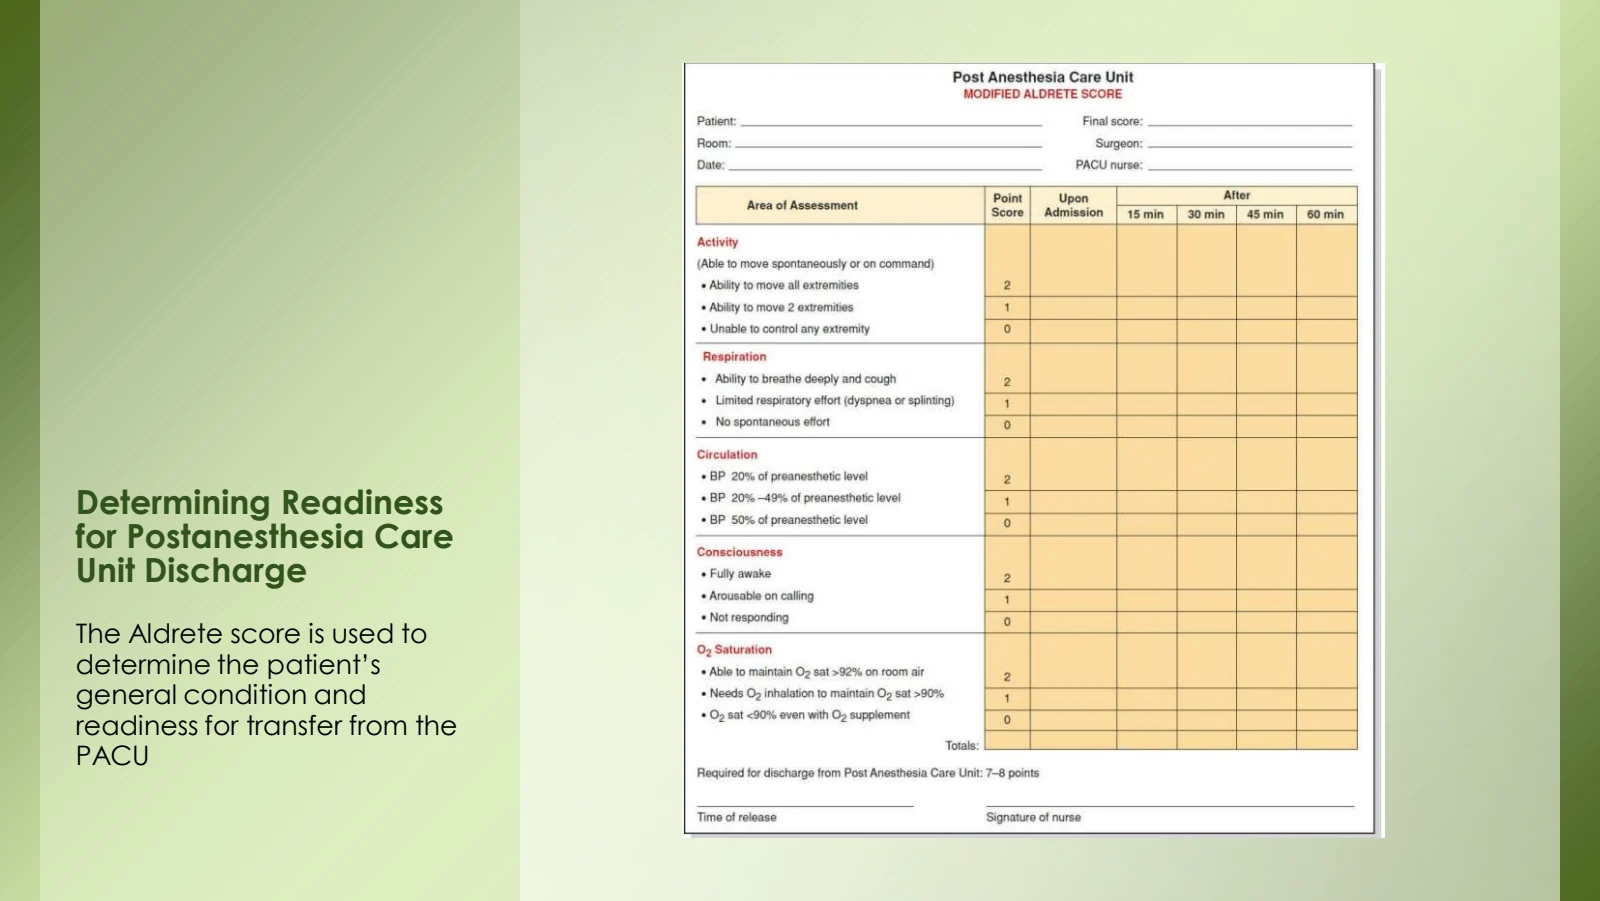 Determining Readiness
for Postanesthesia Care
Unit Discharge
The Aldrete score is used to
determine the patient's
general condition and
readiness for transfer from the
PACU
Post Anesthesia Care Unit
MODIFIED ALDRETE SCORE
Patient: Final score:
Room: Surgeon:
Date: PACU nurse:
Area of Assessment Point Score Upon Admission After
15 min 30 min 45 min 60 min
Activity
(Able to move spontaneously or on command)
• Ability to move all extremities 2
• Ability to move 2 extremities 1
• Unable to control any extremity 0
Respiration
• Ability to breathe deeply and cough 2
• Limited respiratory effort (dyspnea or splinting) 1
• No spontaneous effort 0
Circulation
• BP 20% of preanesthetic level 2
• BP 20% –49% of preanesthetic level 1
• BP 50% of preanesthetic level 0
Consciousness
• Fully awake 2
• Arousable on calling 1
• Not responding 0
O₂ Saturation
• Able to maintain O₂ sat >92% on room air 2
• Needs O₂ inhalation to maintain O₂ sat >90% 1
• O₂ sat <90% even with O₂ supplement 0
Totals:
Required for discharge from Post Anesthesia Care Unit: 7–8 points
Time of release Signature of nurse